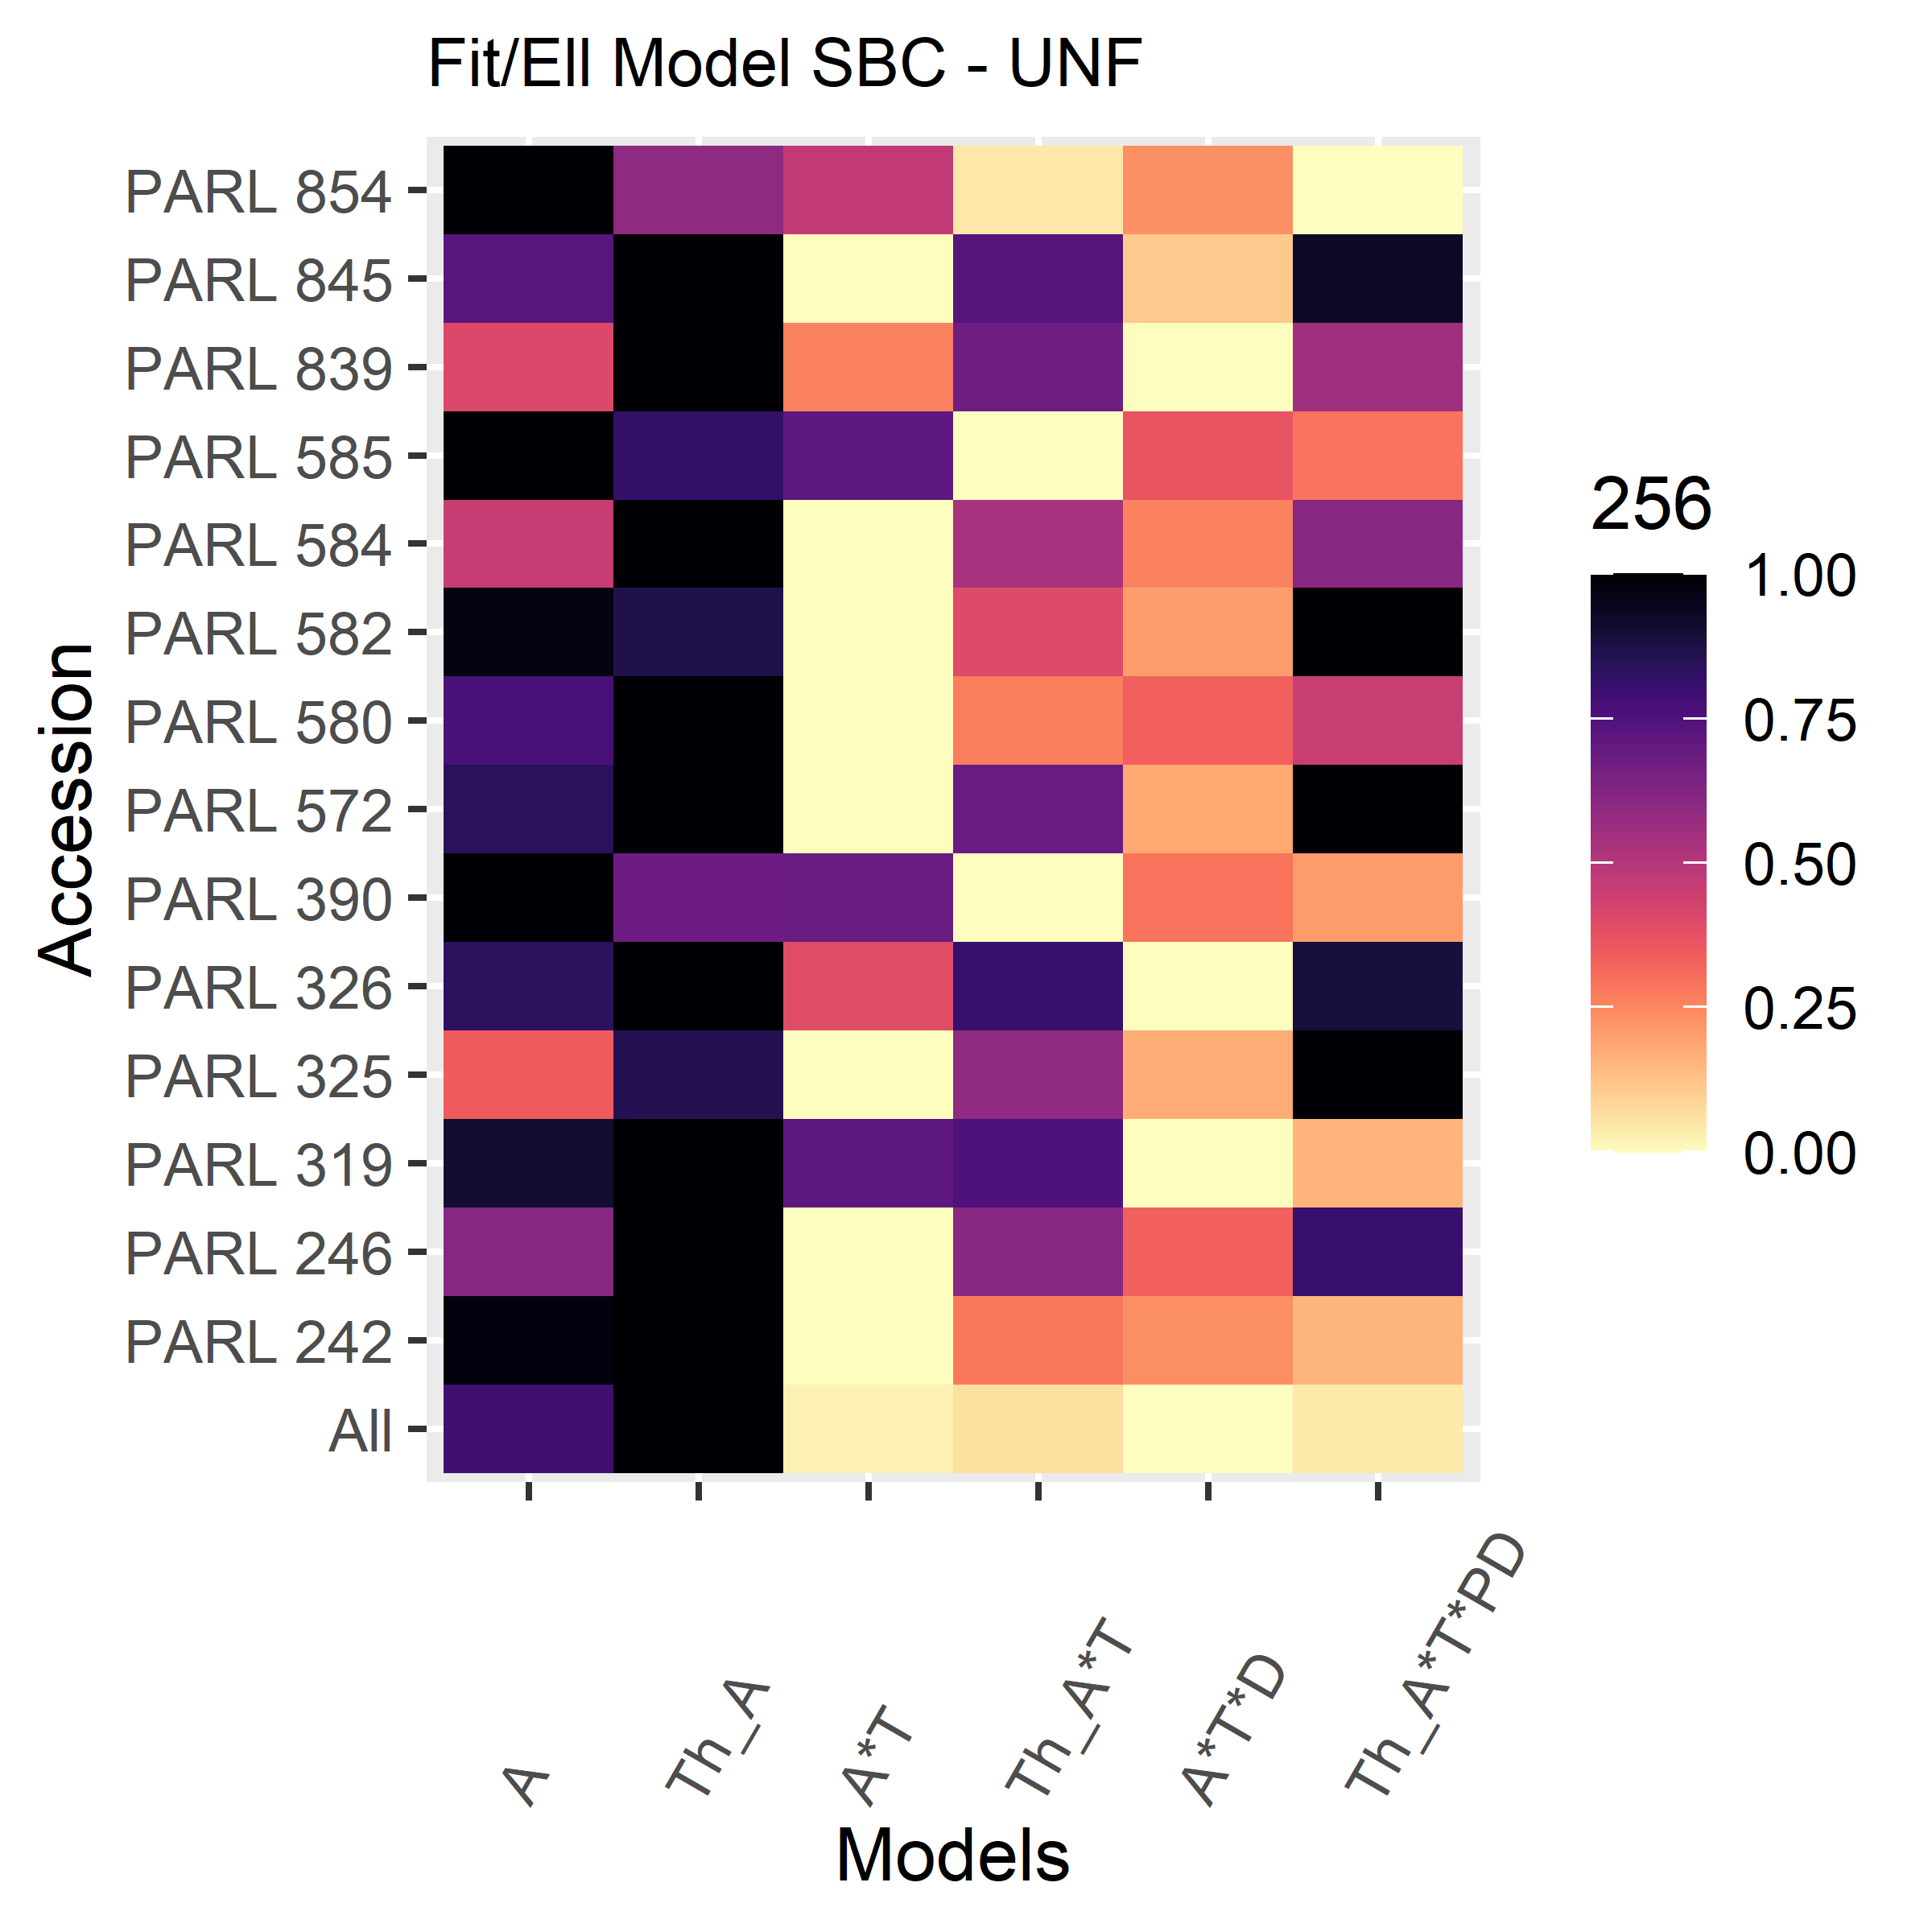 Fit/Ell Model SBC - UNF
PARL 854
PARL 845
PARL 839
PARL 585
PARL 584
PARL 582
PARL 580
PARL 572
PARL 390
PARL 326
PARL 325
PARL 319
PARL 246
PARL 242
All
Accession
A
Th_A
A*T
Th_A*T
A*T*D
Th_A*T*PD
Models
256
1.00
0.75
0.50
0.25
0.00